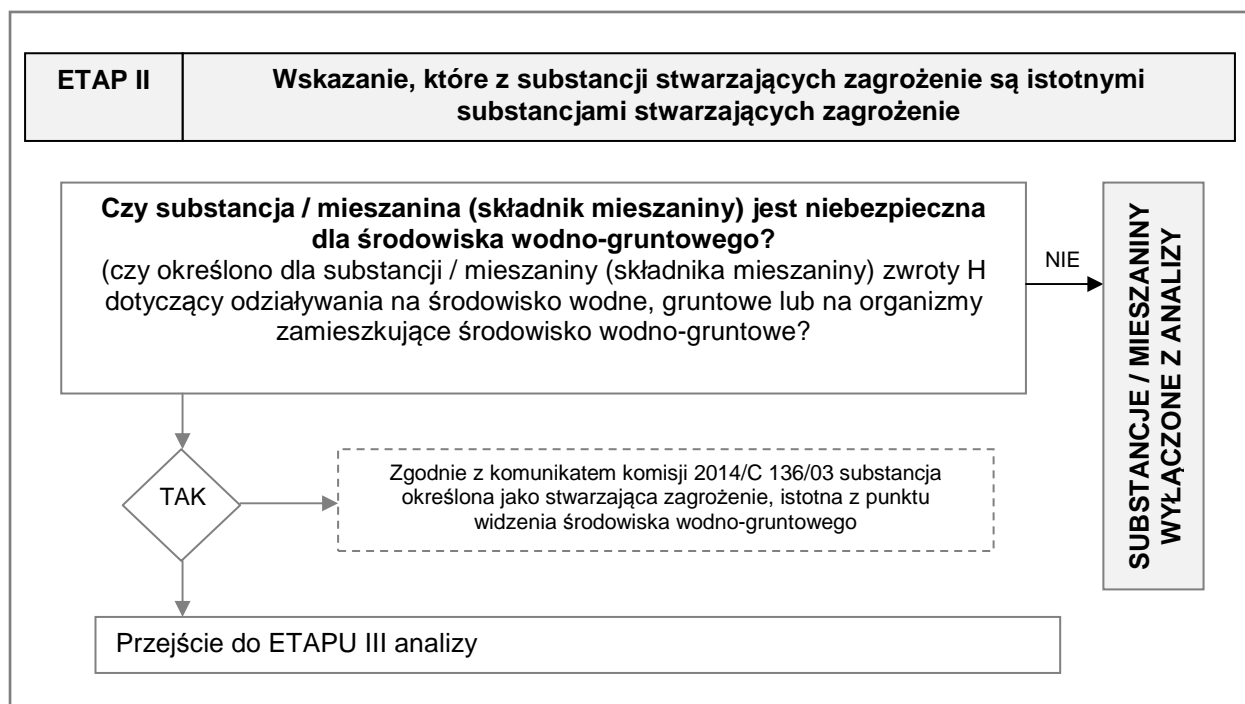 ETAP II
Wskazanie, które z substancji stwarzających zagrożenie są istotnymi
substancjami stwarzających zagrożenie
Czy substancja / mieszanina (składnik mieszaniny) jest niebezpieczna
dla środowiska wodno-gruntowego?
(czy określono dla substancji / mieszaniny (składnika mieszaniny) zwroty H
dotyczący odziaływania na środowisko wodne, gruntowe lub na organizmy
zamieszkujące środowisko wodno-gruntowe?
NIE
SUBSTANCJE / MIESZANINY
WYŁĄCZONE Z ANALIZY
TAK
Zgodnie z komunikatem komisji 2014/C 136/03 substancja
określona jako stwarzająca zagrożenie, istotna z punktu
widzenia środowiska wodno-gruntowego
Przejście do ETAPU III analizy